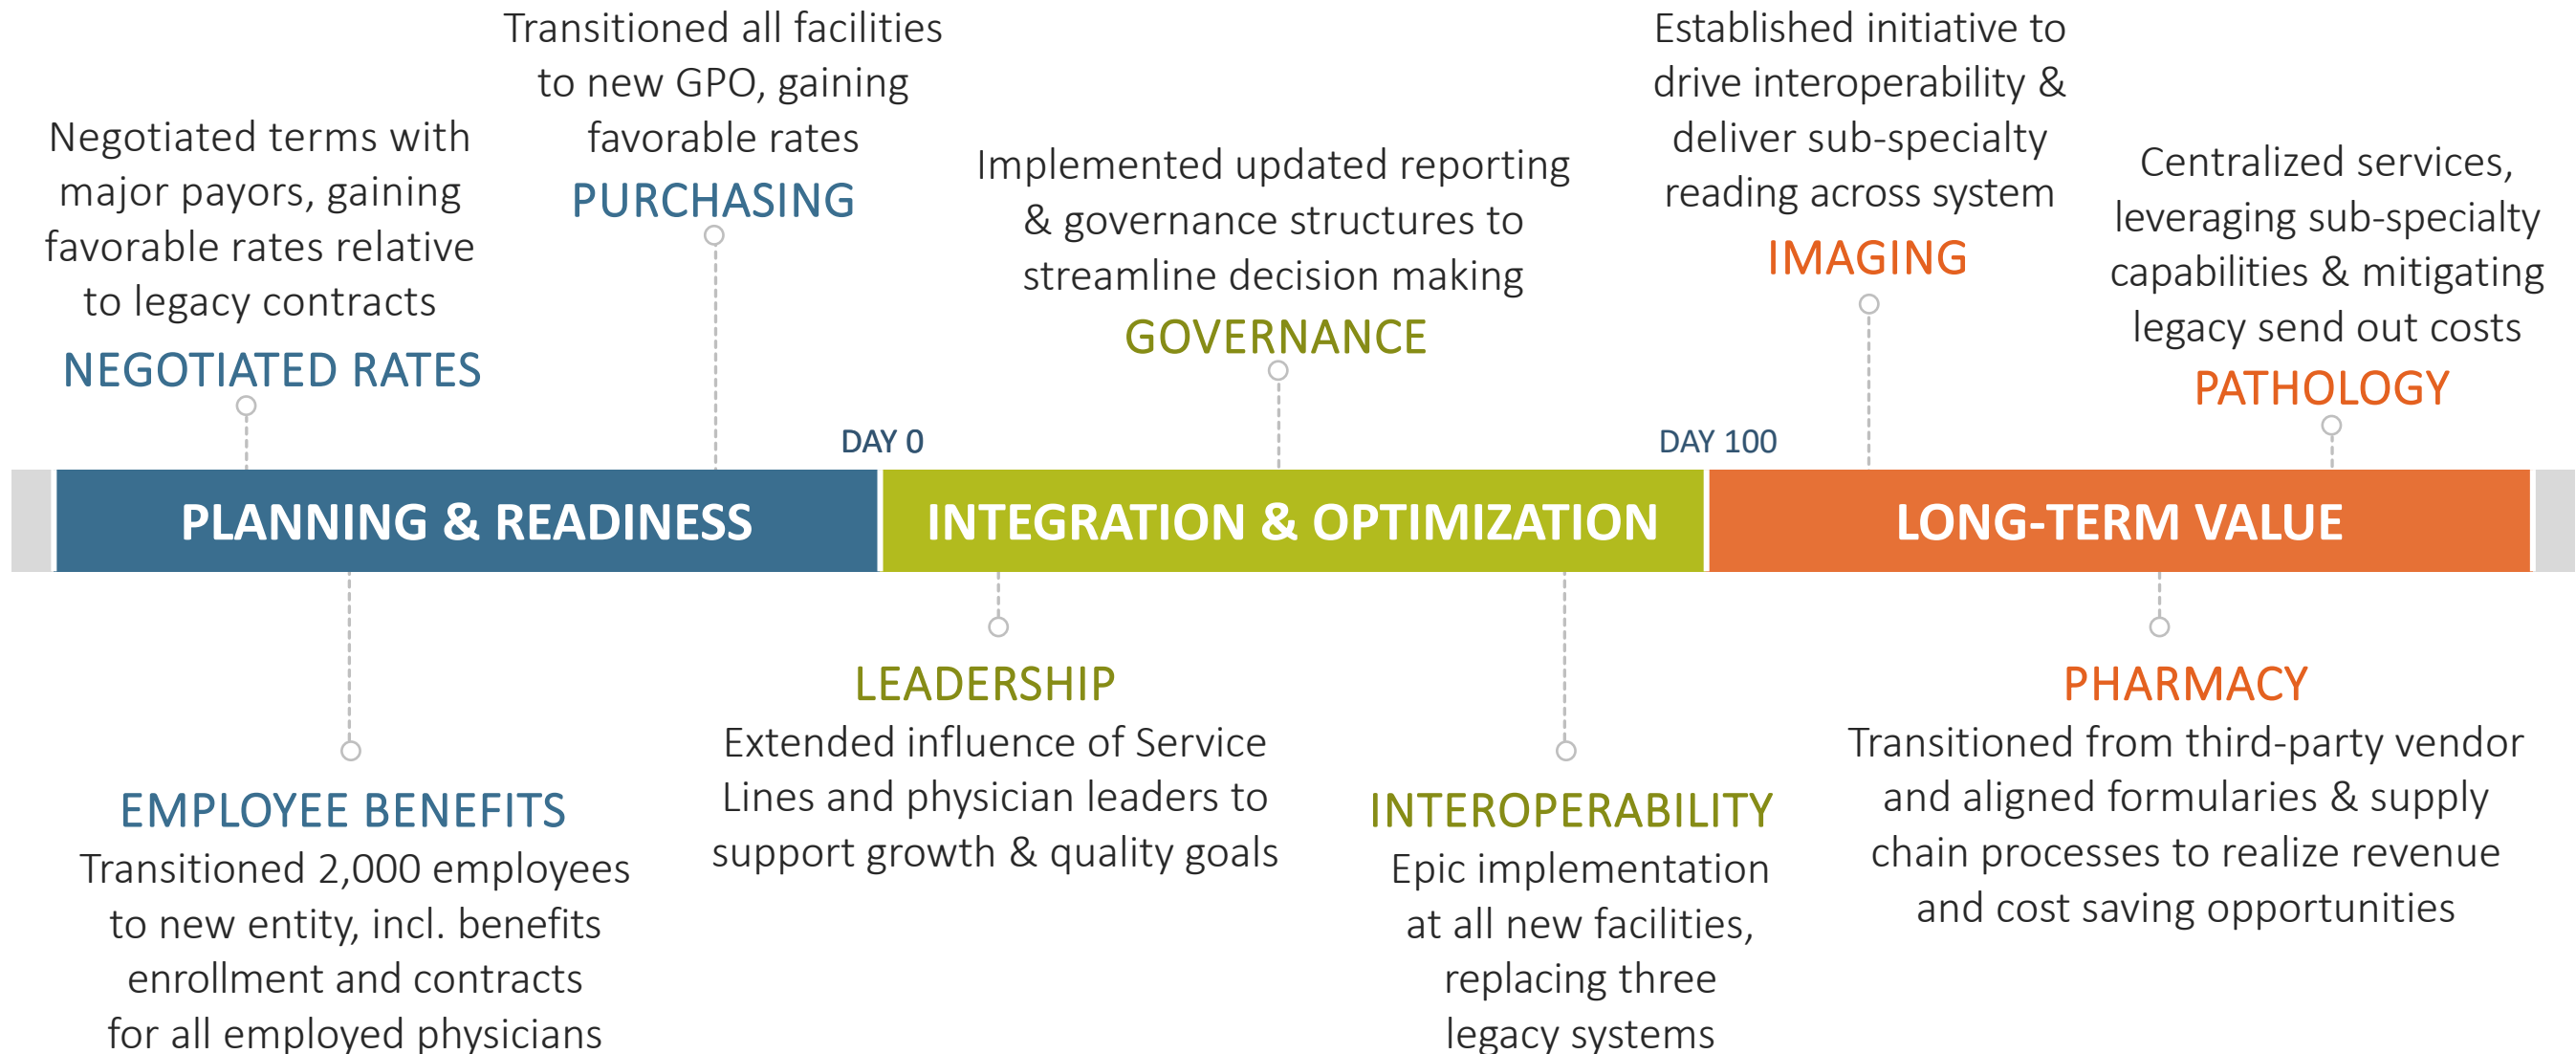 Negotiated terms with
major payors, gaining
favorable rates relative
to legacy contracts
NEGOTIATED RATES
Transitioned all facilities
to new GPO, gaining
favorable rates
PURCHASING
Implemented updated reporting
& governance structures to
streamline decision making
GOVERNANCE
Established initiative to
drive interoperability &
deliver sub-specialty
reading across system
IMAGING
Centralized services,
leveraging sub-specialty
capabilities & mitigating
legacy send out costs
PATHOLOGY
DAY 0
DAY 100
PLANNING & READINESS
INTEGRATION & OPTIMIZATION
LONG-TERM VALUE
EMPLOYEE BENEFITS
Transitioned 2,000 employees
to new entity, incl. benefits
enrollment and contracts
for all employed physicians
LEADERSHIP
Extended influence of Service
Lines and physician leaders to
support growth & quality goals
INTEROPERABILITY
Epic implementation
at all new facilities,
replacing three
legacy systems
PHARMACY
Transitioned from third-party vendor
and aligned formularies & supply
chain processes to realize revenue
and cost saving opportunities